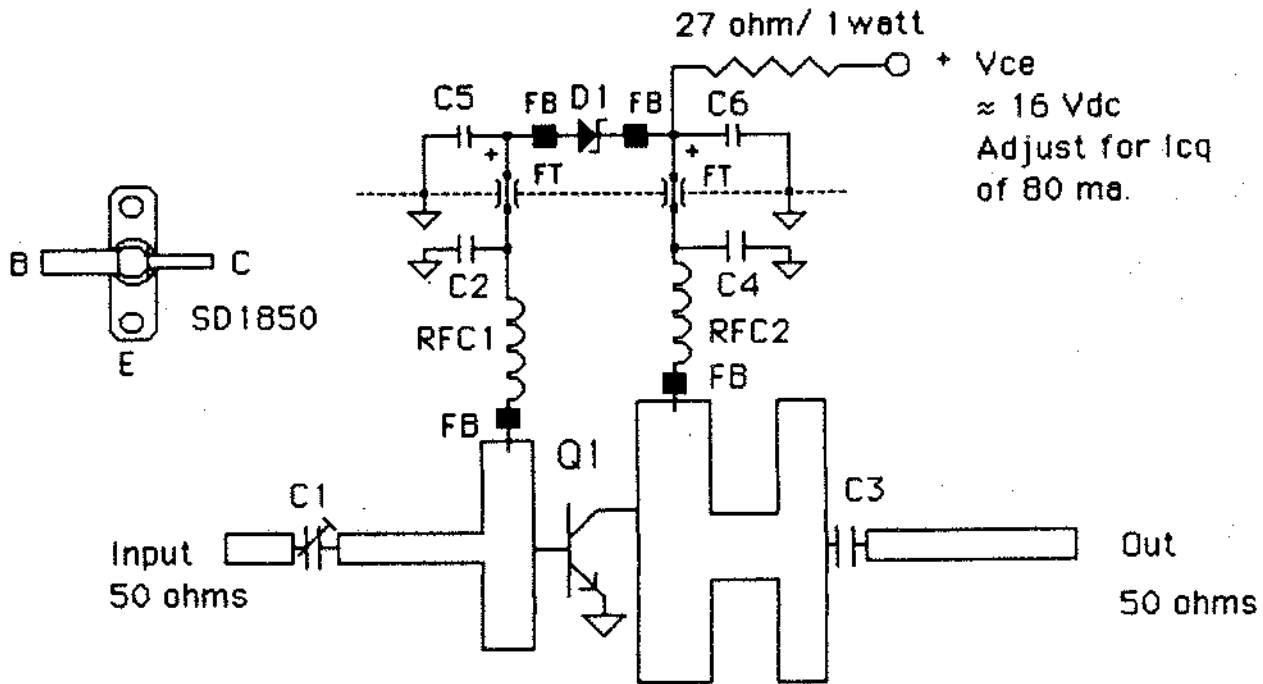 27 ohm/ 1 watt
+ Vce
≈ 16 Vdc
Adjust for Icq
of 80 ma.
C5
FB
D1
FB
C6
+
+
FT
FT
C2
C4
B
C
SD1850
E
RFC1
RFC2
FB
FB
Q1
C1
C3
Input
50 ohms
Out
50 ohms